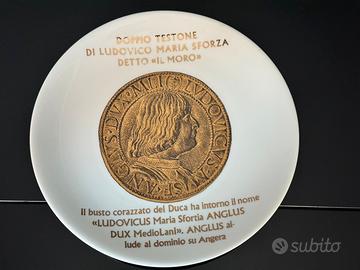 DOPPIO TESTONE
DI LUDOVICO MARIA SFORZA
DETTO «IL MORO»
Il busto corazzato del Duca ha intorno il nome
«LUDOVICUS Maria Sfortia ANGLUS
DUX MedioLanI». ANGLUS al-
lude al dominio su Angera
subito